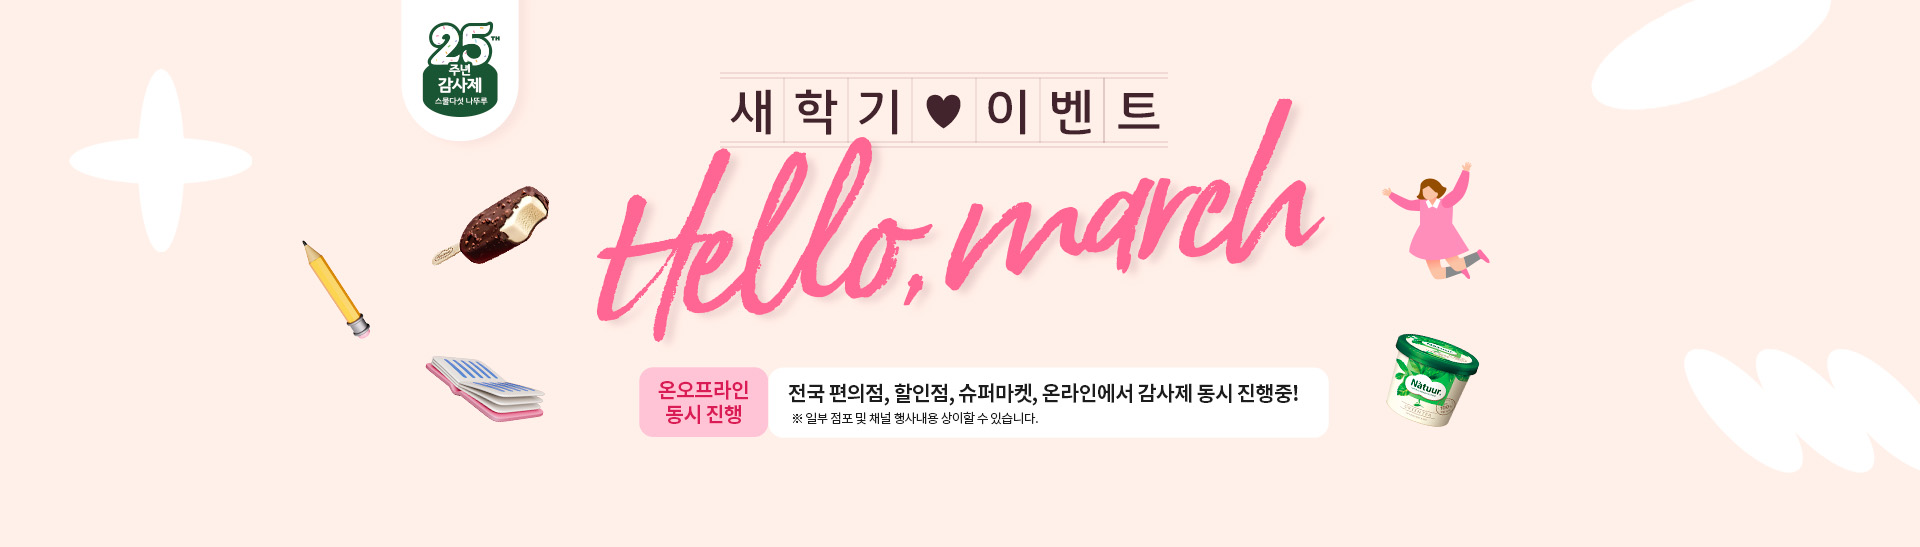 25TH
주년
감사제
스물다섯 나뚜루
새학기♥이벤트
Hello, march
온오프라인
동시 진행
전국 편의점, 할인점, 슈퍼마켓, 온라인에서 감사제 동시 진행중!
※ 일부 점포 및 채널 행사내용 상이할 수 있습니다.
Natuur
GREEN TEA